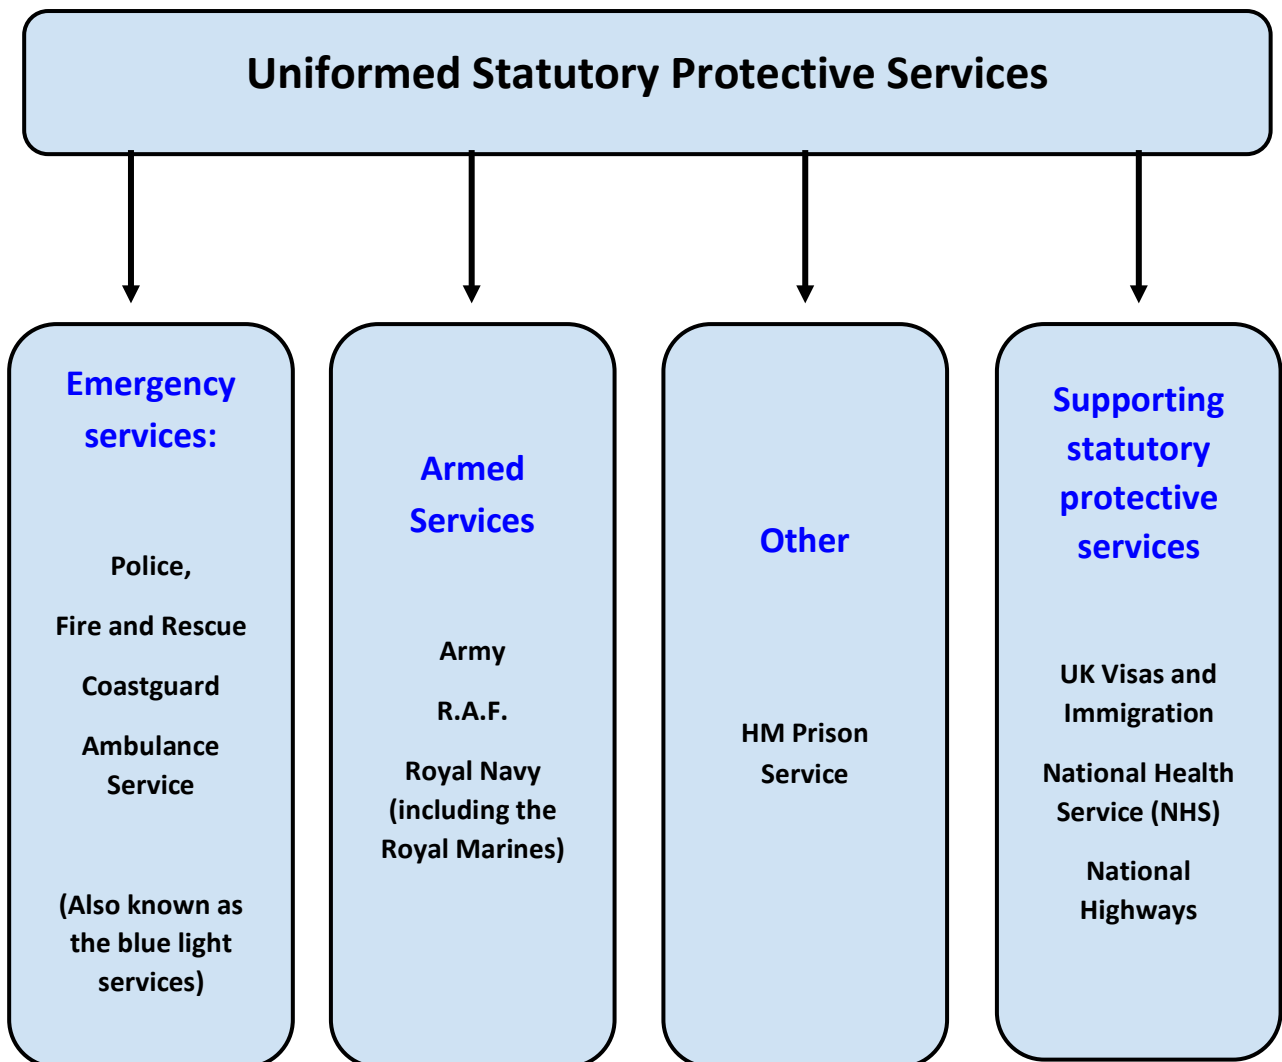 Uniformed Statutory Protective Services
Emergency
services:
Police,
Fire and Rescue
Coastguard
Ambulance
Service
(Also known as
the blue light
services)
Armed
Services
Army
R.A.F.
Royal Navy
(including the
Royal Marines)
Other
HM Prison
Service
Supporting
statutory
protective
services
UK Visas and
Immigration
National Health
Service (NHS)
National
Highways